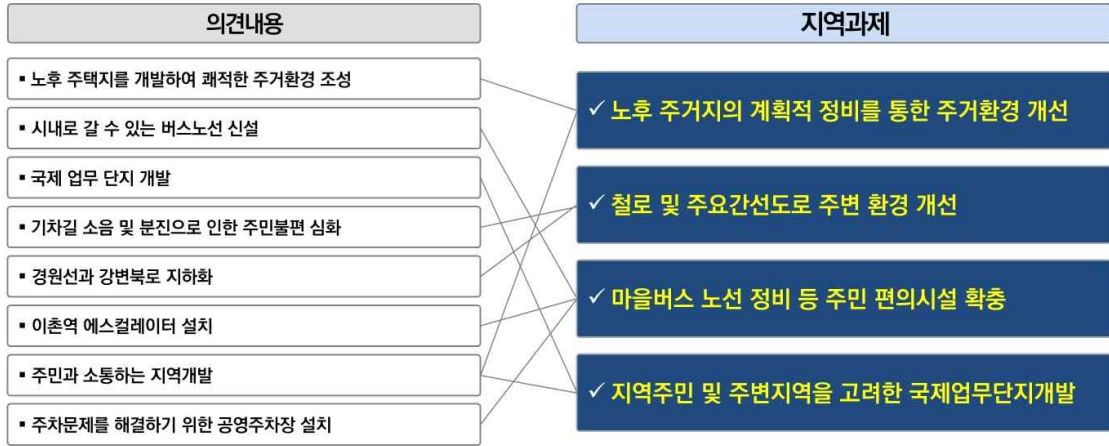 의견내용
▪ 노후 주택지를 개발하여 쾌적한 주거환경 조성
▪ 시내로 갈 수 있는 버스노선 신설
▪ 국제 업무 단지 개발
▪ 기차길 소음 및 분진으로 인한 주민불편 심화
▪ 경원선과 강변북로 지하화
▪ 이촌역 에스컬레이터 설치
▪ 주민과 소통하는 지역개발
▪ 주차문제를 해결하기 위한 공영주차장 설치
지역과제
✓ 노후 주거지의 계획적 정비를 통한 주거환경 개선
✓ 철로 및 주요간선도로 주변 환경 개선
✓ 마을버스 노선 정비 등 주민 편의시설 확충
✓ 지역주민 및 주변지역을 고려한 국제업무단지개발